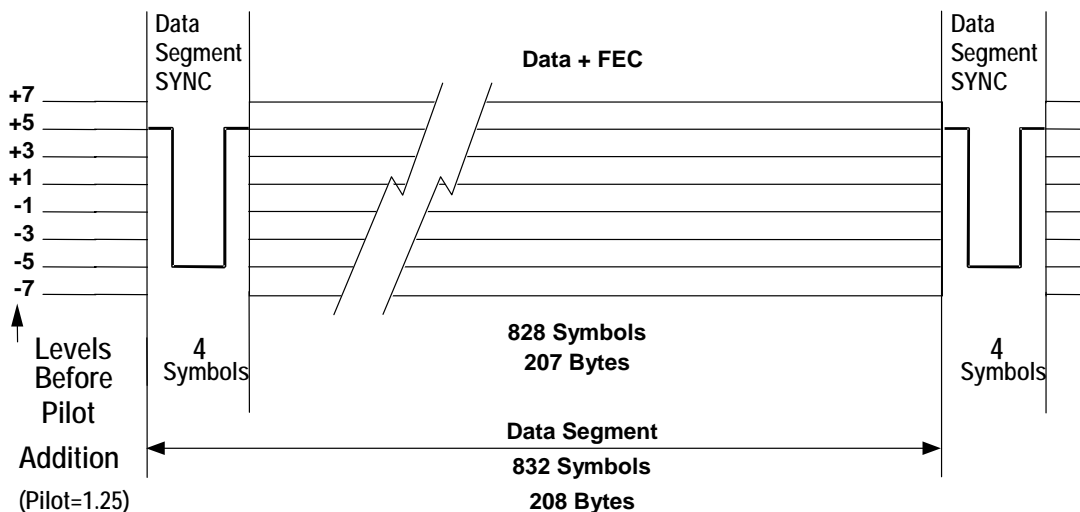 Data
Segment
SYNC
Data + FEC
Data
Segment
SYNC
+7
+5
+3
+1
-1
-3
-5
-7
Levels
Before
Pilot
Addition
(Pilot=1.25)
4
Symbols
828 Symbols
207 Bytes
4
Symbols
Data Segment
832 Symbols
208 Bytes